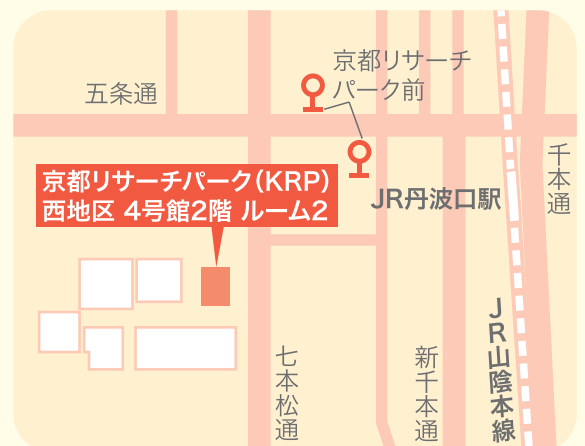 京都リサーチ
パーク前
五条通
千本通
京都リサーチパーク(KRP)
西地区 4号館2階 ルーム2
JR丹波口駅
JR山陰本線
七本松通
新千本通